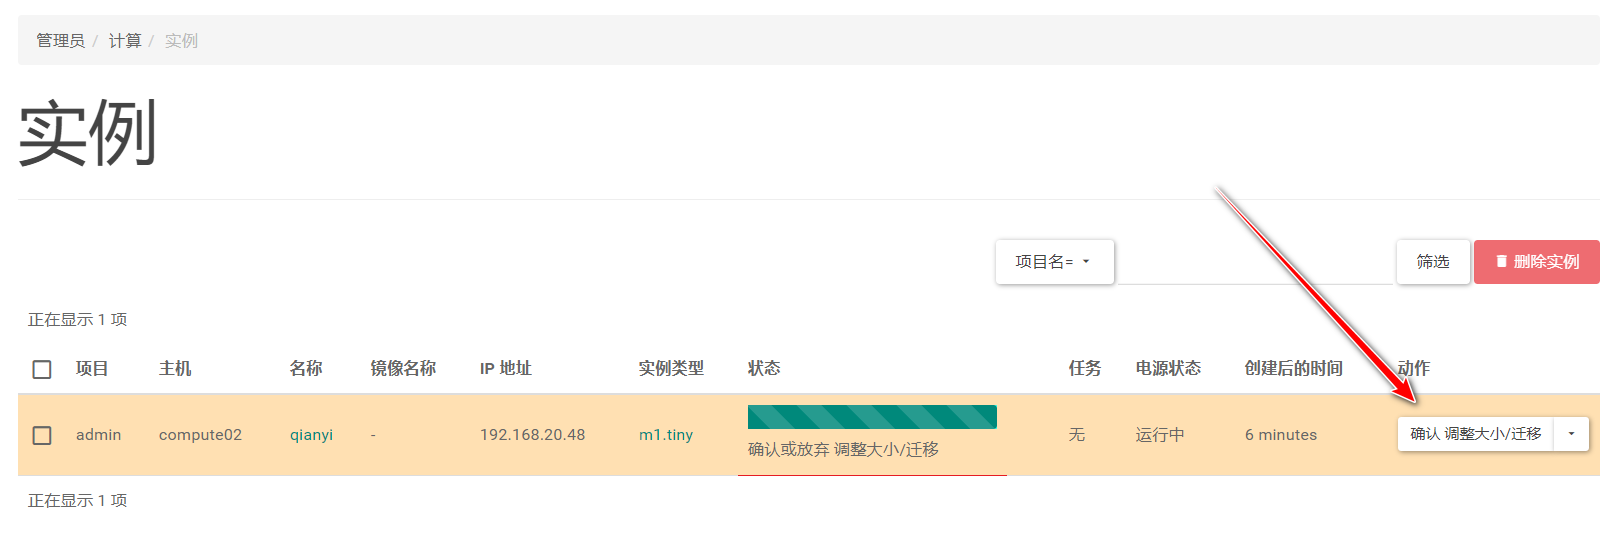 管理员 / 计算 / 实例
实例
项目名= 筛选 删除实例
正在显示 1 项
项目 主机 名称 镜像名称 IP 地址 实例类型 状态 任务 电源状态 创建后的时间 动作
admin compute02 qianyi - 192.168.20.48 m1.tiny 确认或放弃 调整大小/迁移 无 运行中 6 minutes 确认 调整大小/迁移
正在显示 1 项